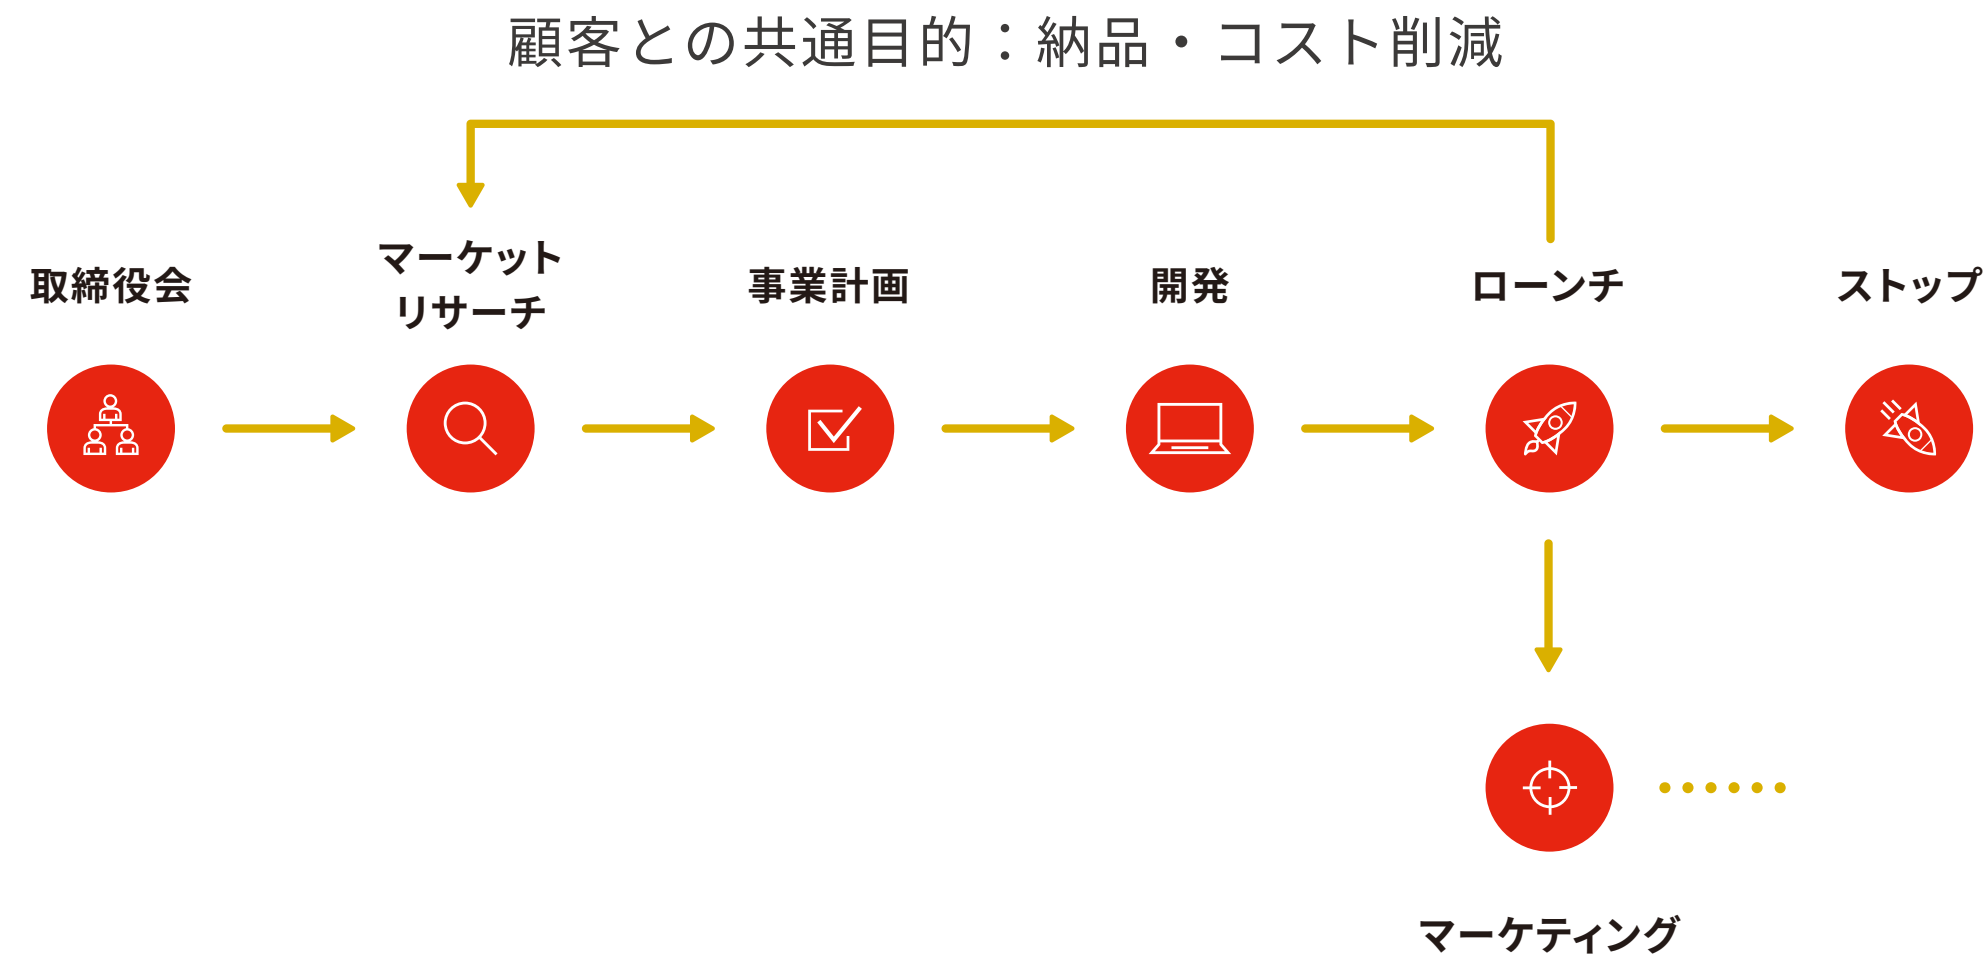 顧客との共通目的：納品・コスト削減
取締役会
マーケット
リサーチ
事業計画
開発
ローンチ
ストップ
マーケティング